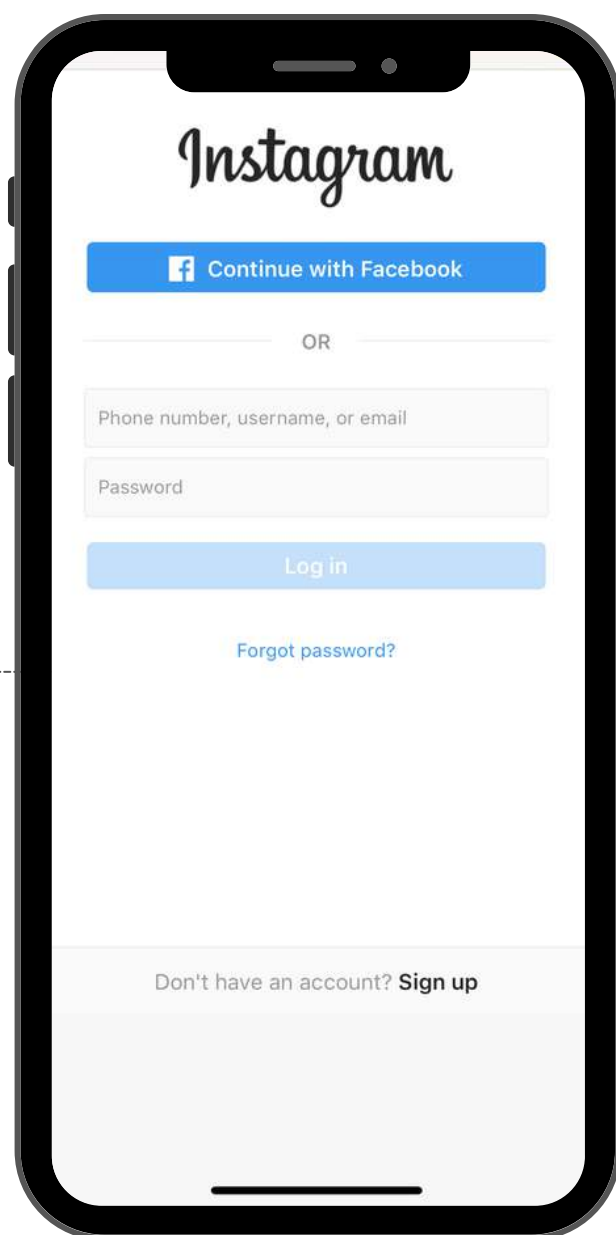 Instagram
Continue with Facebook
OR
Phone number, username, or email
Password
Log in
Forgot password?
Don't have an account? Sign up